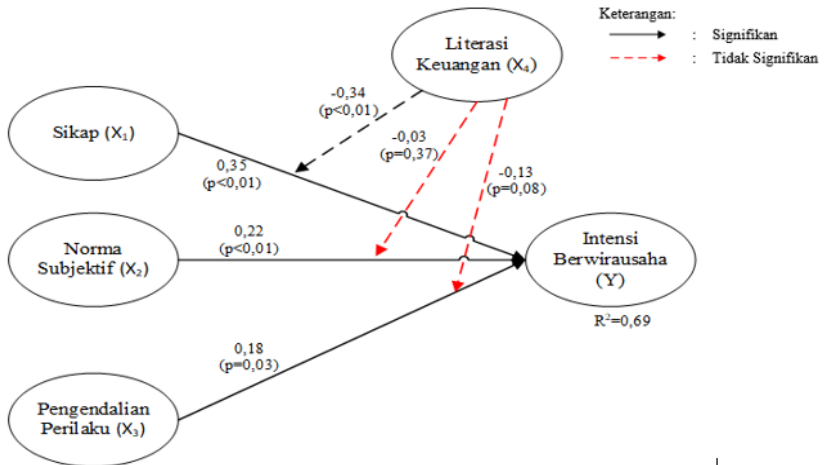 Keterangan:
: Signifikan
: Tidak Signifikan
Literasi
Keuangan (X₄)
-0,34
(p<0,01)
-0,03
(p=0,37)
-0,13
(p=0,08)
Sikap (X₁)
0,35
(p<0,01)
Norma
Subjektif (X₂)
0,22
(p<0,01)
Intensi
Berwirausaha
(Y)
R²=0,69
0,18
(p=0,03)
Pengendalian
Perilaku (X₃)